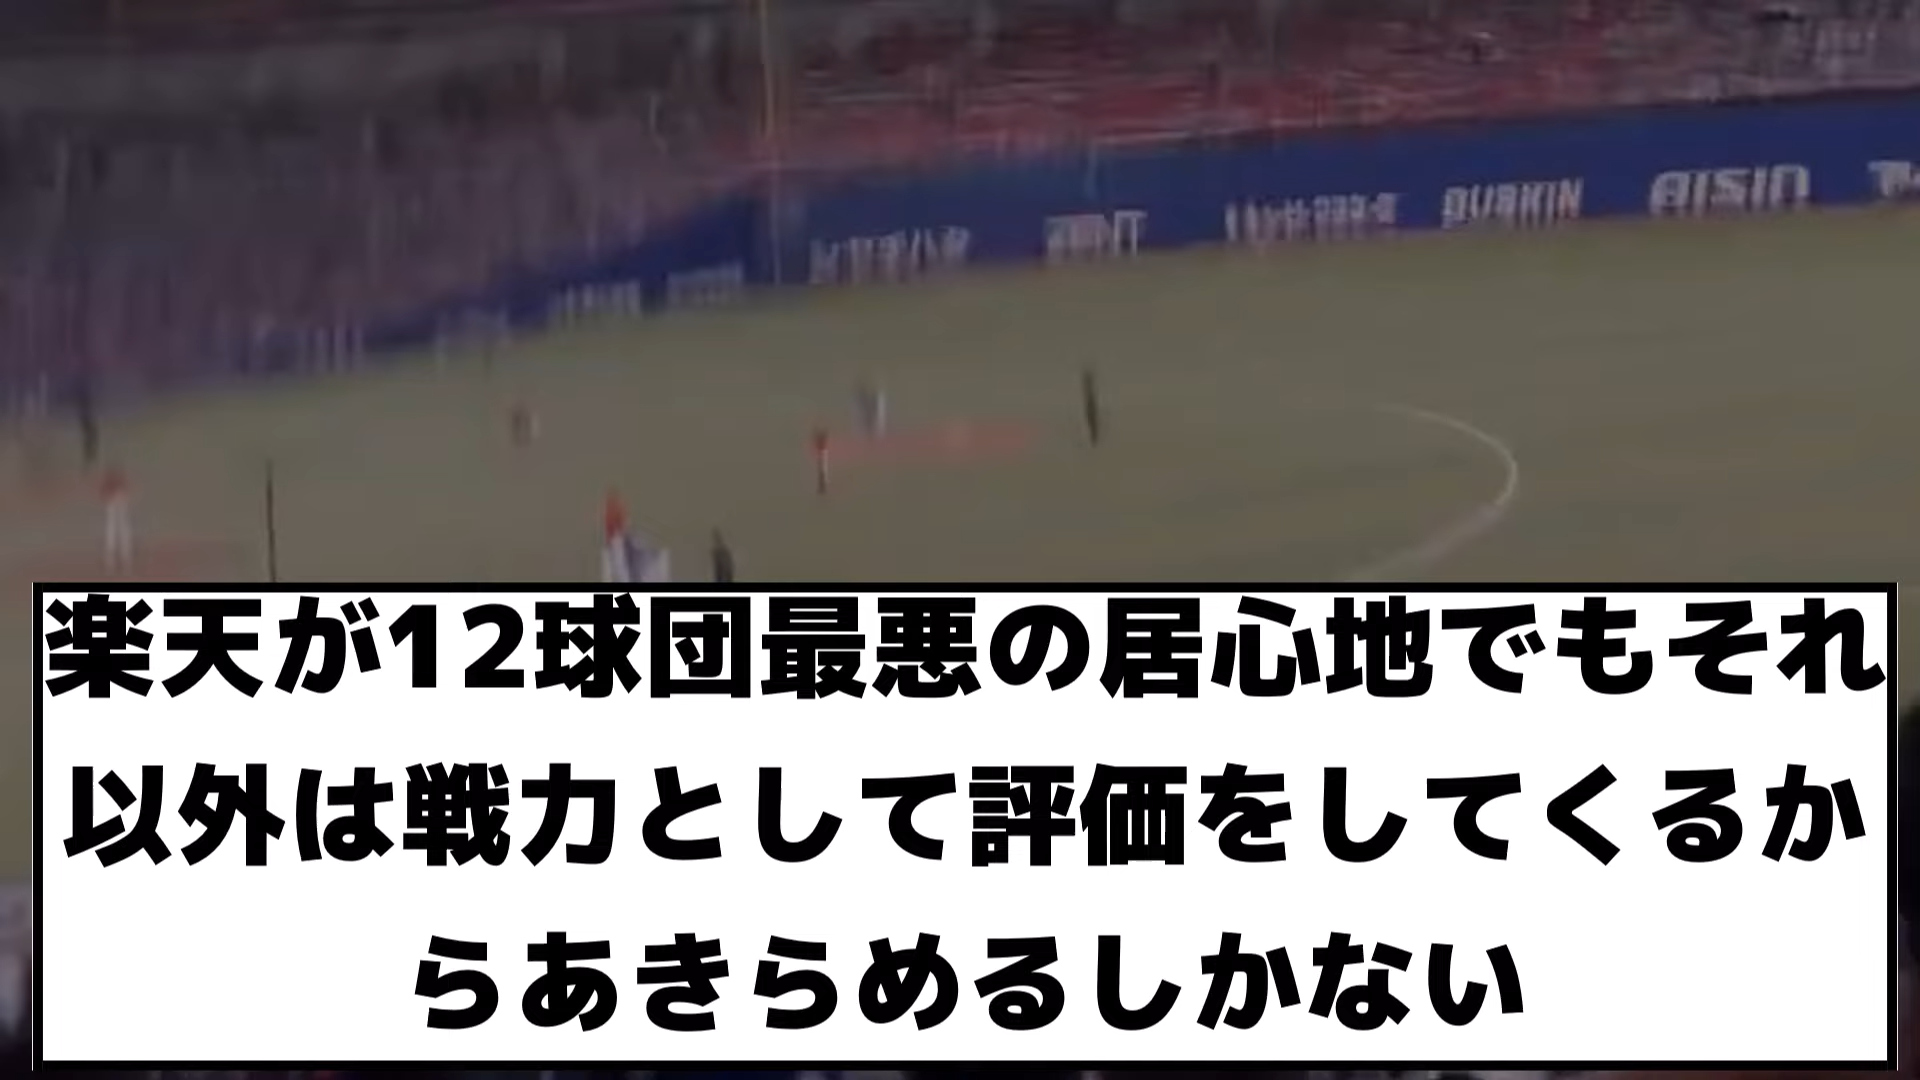 DUSKIN
AISIN
楽天が12球団最悪の居心地でもそれ
以外は戦力として評価をしてくるか
らあきらめるしかない